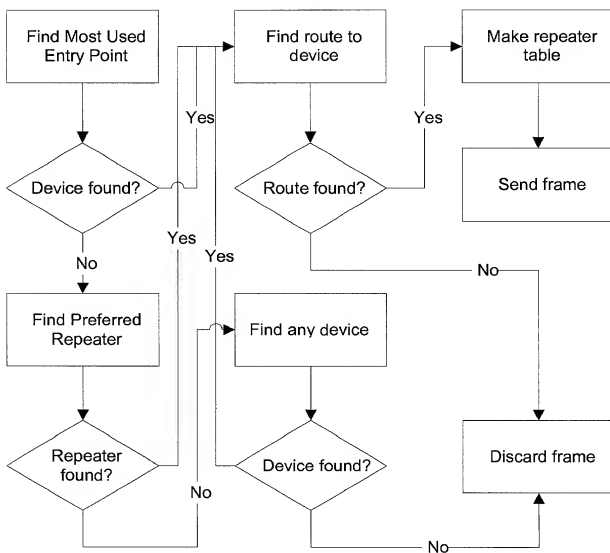 Find Most Used
Entry Point
Find route to
device
Make repeater
table
Yes
Yes
Device found?
Route found?
Send frame
Yes
Yes
No
No
Find Preferred
Repeater
Find any device
Repeater
found?
No
Device found?
Discard frame
No